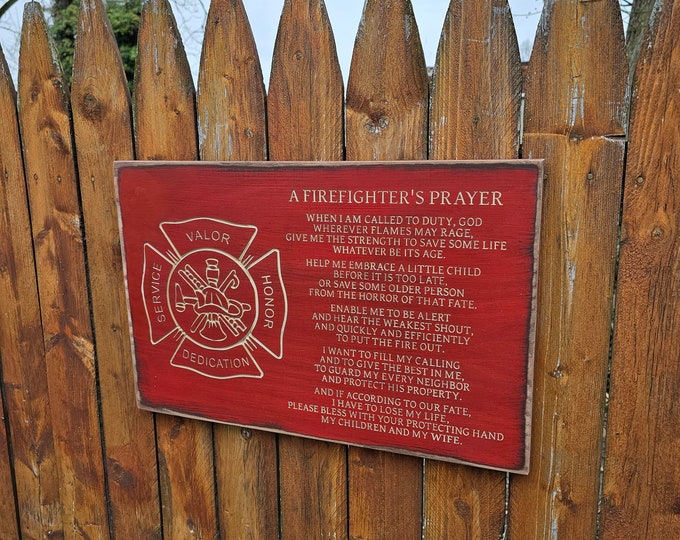 VALOR
SERVICE
HONOR
DEDICATION
A FIREFIGHTER'S PRAYER
WHEN I AM CALLED TO DUTY, GOD
WHEREVER FLAMES MAY RAGE,
GIVE ME THE STRENGTH TO SAVE SOME LIFE
WHATEVER BE ITS AGE.
HELP ME EMBRACE A LITTLE CHILD
BEFORE IT IS TOO LATE,
OR SAVE SOME OLDER PERSON
FROM THE HORROR OF THAT FATE.
ENABLE ME TO BE ALERT
AND HEAR THE WEAKEST SHOUT,
AND QUICKLY AND EFFICIENTLY
TO PUT THE FIRE OUT.
I WANT TO FILL MY CALLING
AND TO GIVE THE BEST IN ME,
TO GUARD MY EVERY NEIGHBOR
AND PROTECT HIS PROPERTY.
AND IF ACCORDING TO OUR FATE,
I HAVE TO LOSE MY LIFE,
PLEASE BLESS WITH YOUR PROTECTING HAND
MY CHILDREN AND MY WIFE.